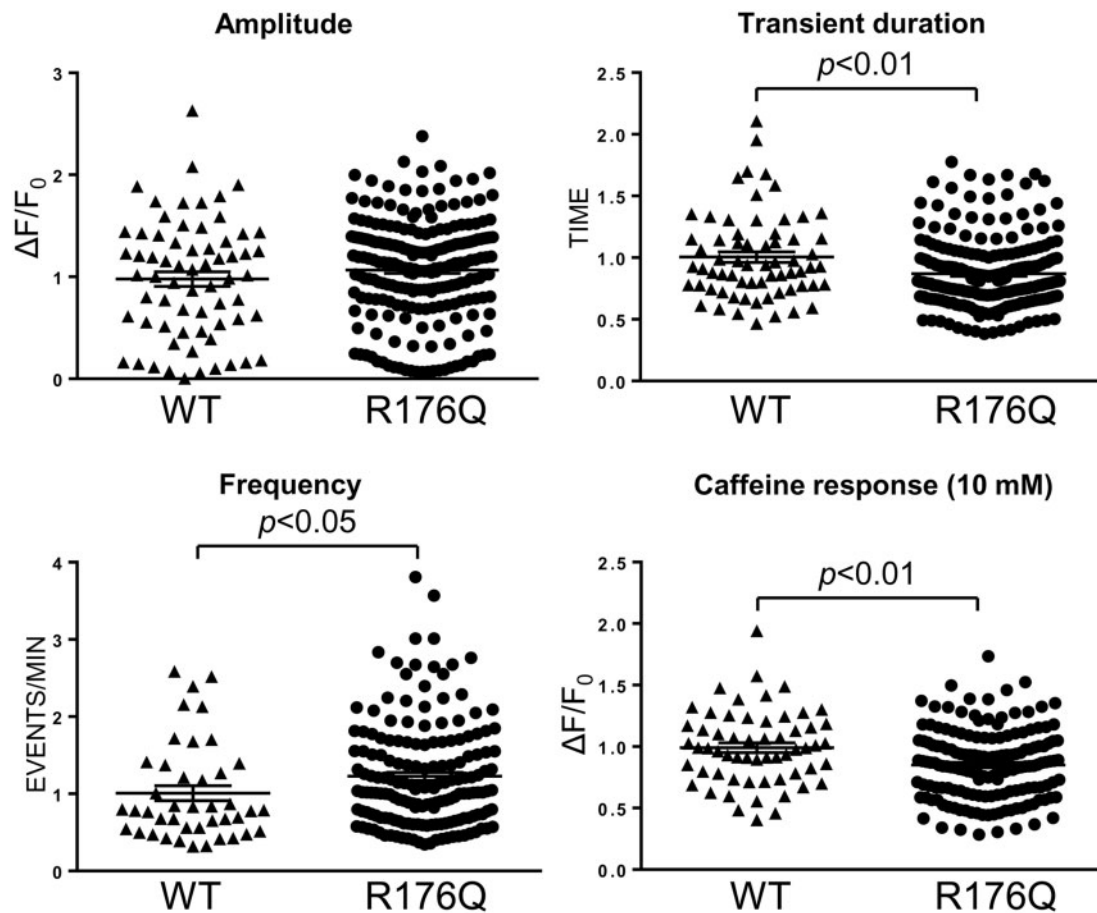 Amplitude
ΔF/F₀
3
2
1
0
WT R176Q
Transient duration
p<0.01
TIME
2.5
2.0
1.5
1.0
0.5
0.0
WT R176Q
Frequency
p<0.05
EVENTS/MIN
4
3
2
1
0
WT R176Q
Caffeine response (10 mM)
p<0.01
ΔF/F₀
2.5
2.0
1.5
1.0
0.5
0.0
WT R176Q